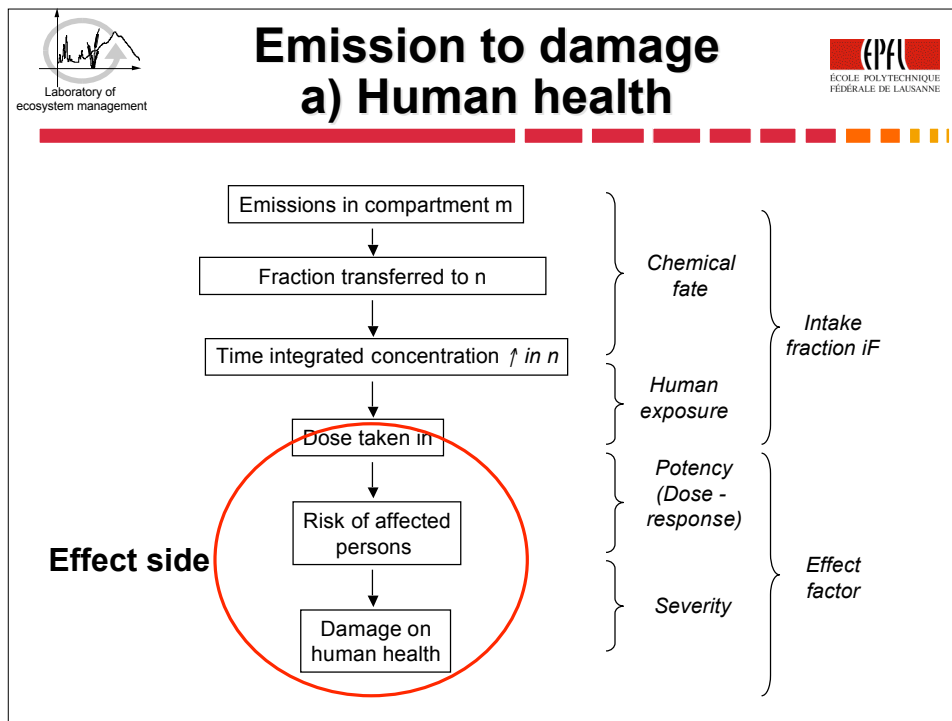 Laboratory of
ecosystem management
Emission to damage
a) Human health
EPFL
ÉCOLE POLYTECHNIQUE
FÉDÉRALE DE LAUSANNE
Emissions in compartment m
Fraction transferred to n
Time integrated concentration ↑ in n
Dose taken in
Risk of affected
persons
Damage on
human health
Effect side
Chemical
fate
Human
exposure
Potency
(Dose -
response)
Severity
Intake
fraction iF
Effect
factor